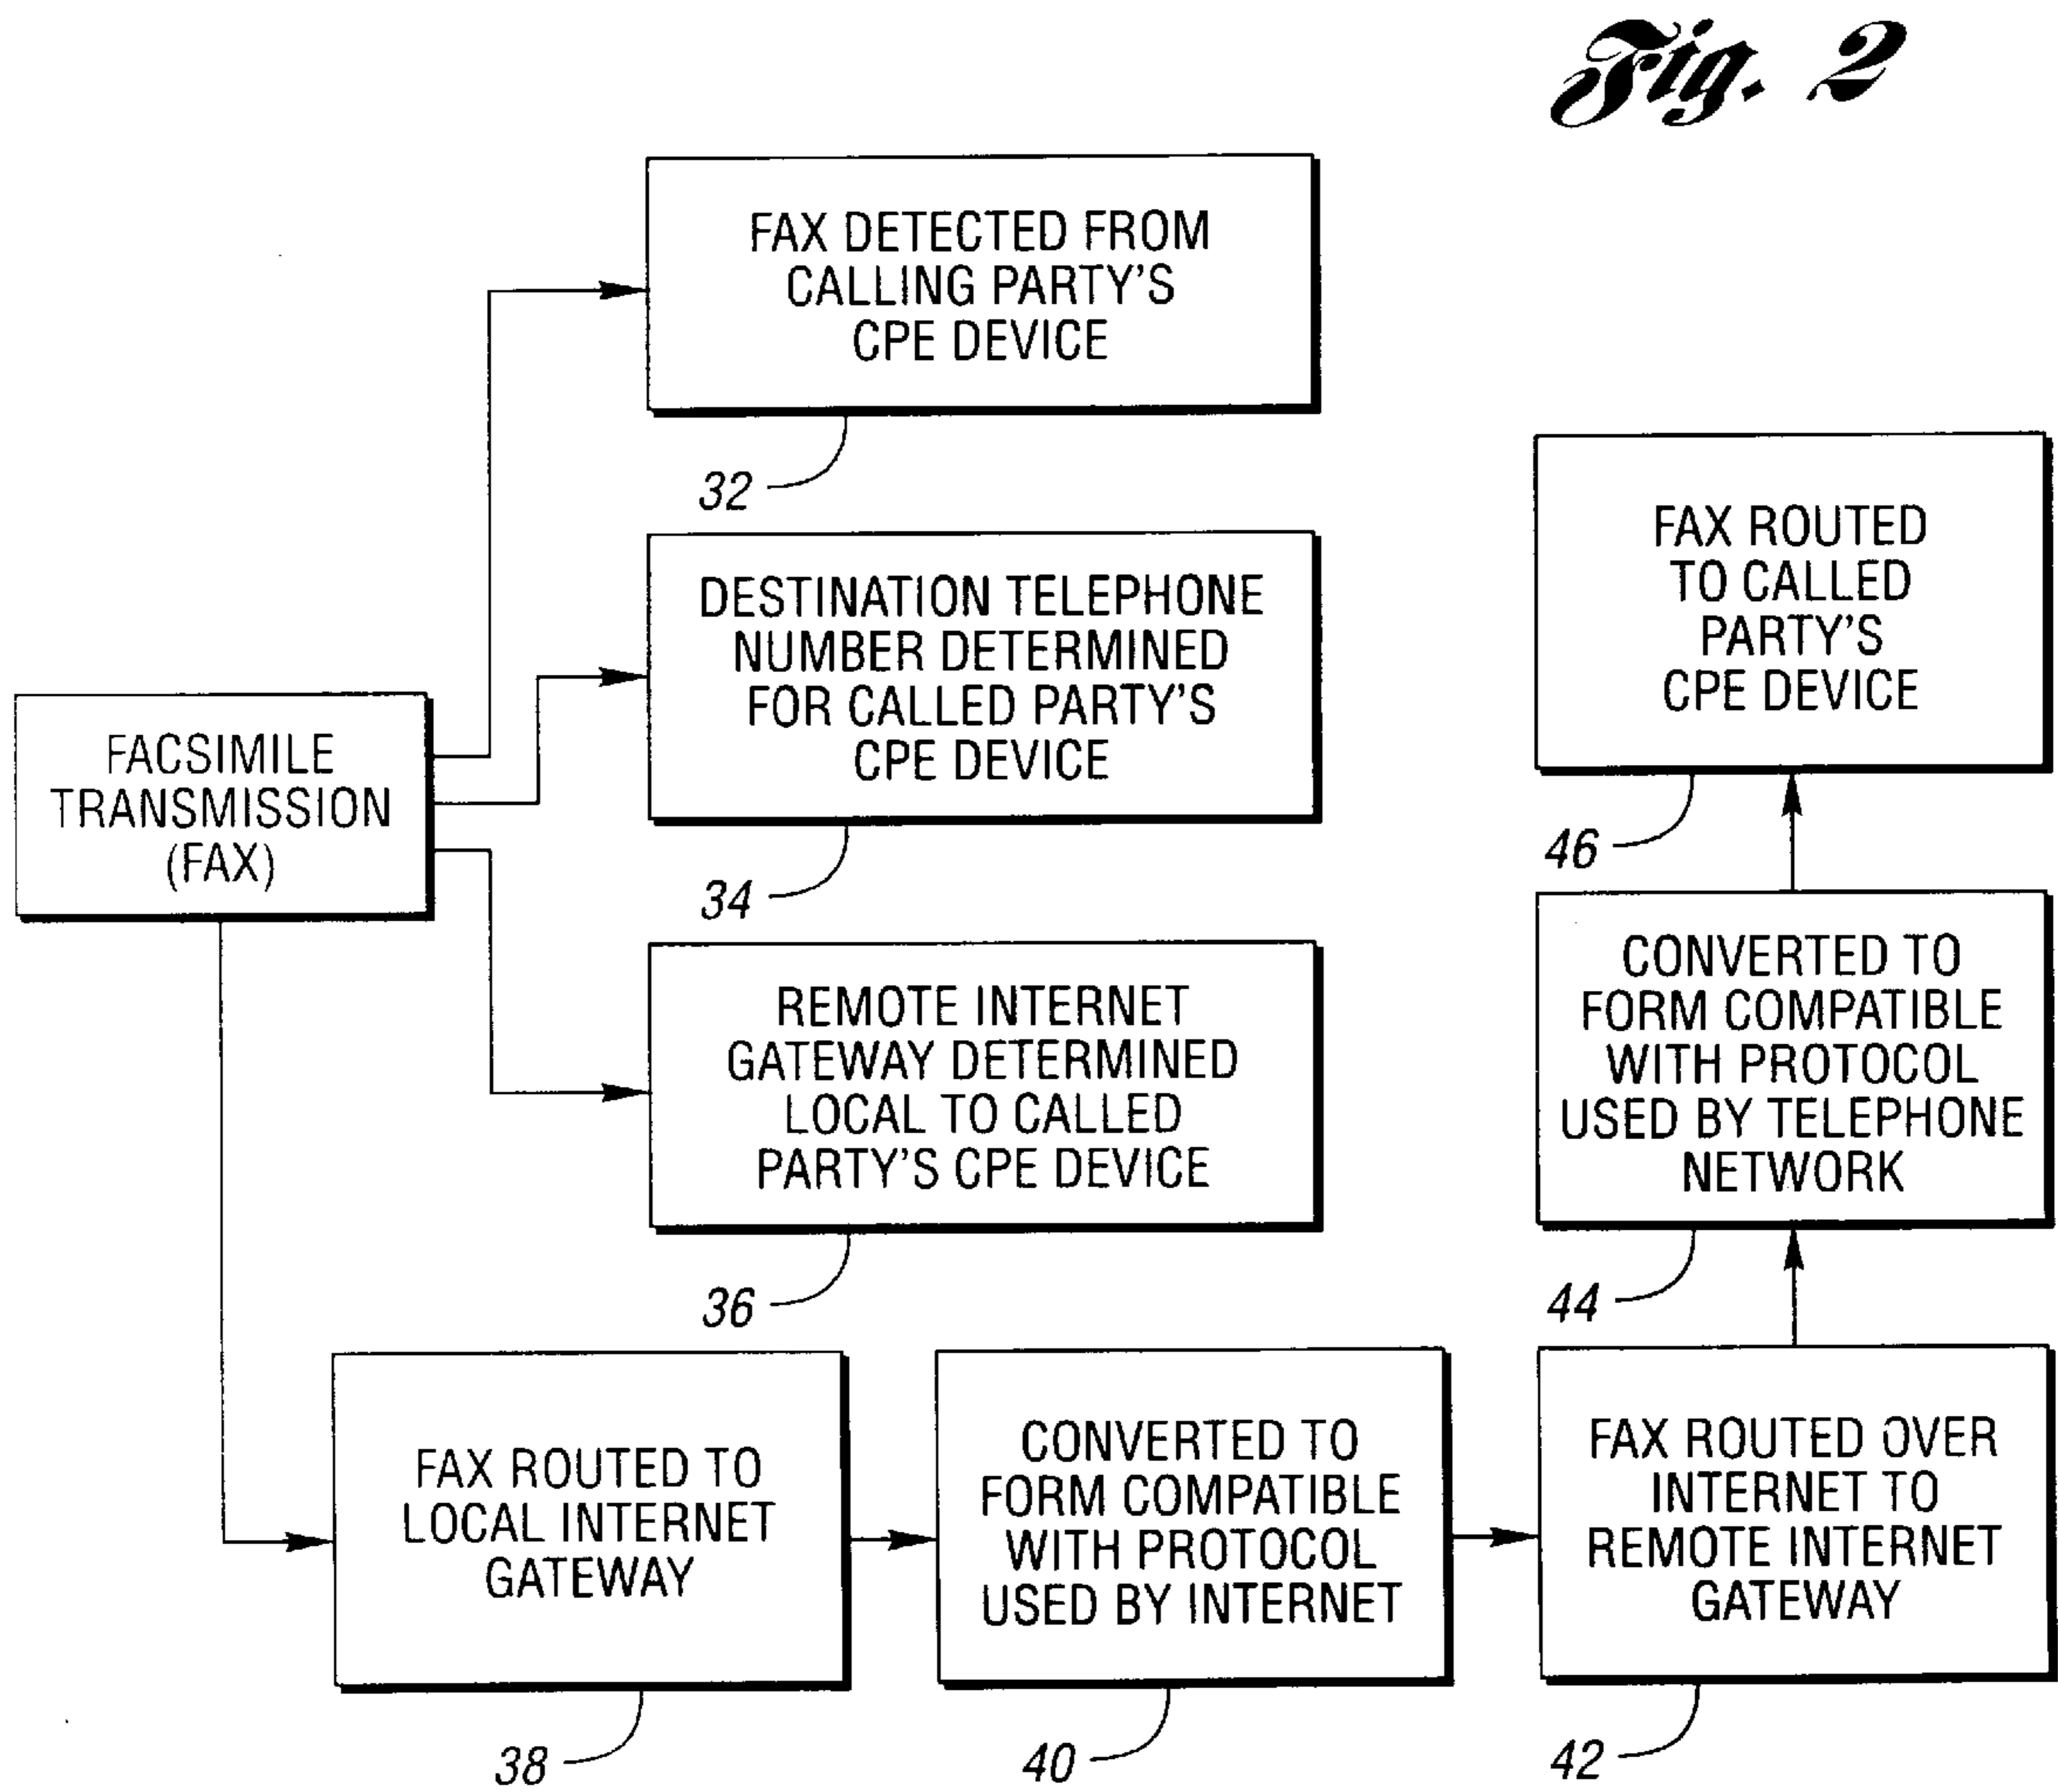 Fig. 2
FAX DETECTED FROM
CALLING PARTY'S
CPE DEVICE
32
DESTINATION TELEPHONE
NUMBER DETERMINED
FOR CALLED PARTY'S
CPE DEVICE
34
FACSIMILE
TRANSMISSION
(FAX)
REMOTE INTERNET
GATEWAY DETERMINED
LOCAL TO CALLED
PARTY'S CPE DEVICE
36
FAX ROUTED TO
LOCAL INTERNET
GATEWAY
38
CONVERTED TO
FORM COMPATIBLE
WITH PROTOCOL
USED BY INTERNET
40
FAX ROUTED OVER
INTERNET TO
REMOTE INTERNET
GATEWAY
42
CONVERTED TO
FORM COMPATIBLE
WITH PROTOCOL
USED BY TELEPHONE
NETWORK
44
FAX ROUTED
TO CALLED
PARTY'S
CPE DEVICE
46